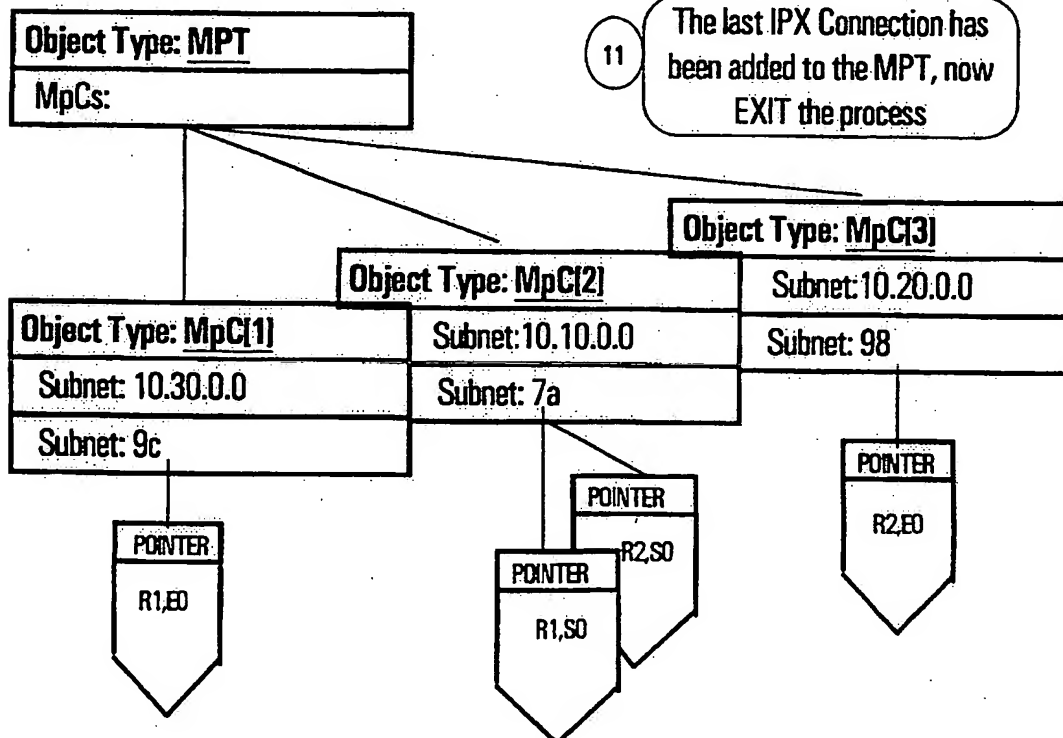 Object Type: MPT
MpCs:
11
The last IPX Connection has
been added to the MPT, now
EXIT the process
Object Type: MpC[3]
Subnet:10.20.0.0
Subnet: 98
Object Type: MpC[2]
Subnet:10.10.0.0
Subnet: 7a
Object Type: MpC[1]
Subnet: 10.30.0.0
Subnet: 9c
POINTER
R2,E0
POINTER
R2,S0
POINTER
R1,E0
POINTER
R1,S0